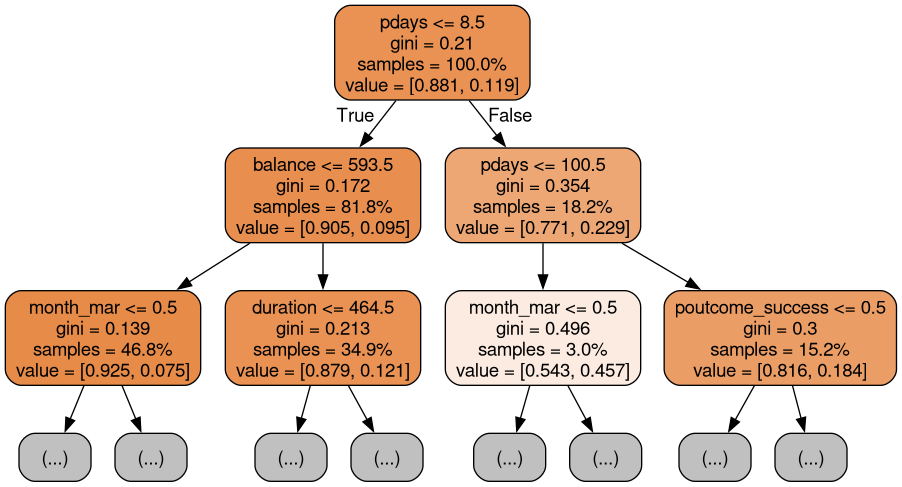 pdays <= 8.5
gini = 0.21
samples = 100.0%
value = [0.881, 0.119]
True
False
balance <= 593.5
gini = 0.172
samples = 81.8%
value = [0.905, 0.095]
pdays <= 100.5
gini = 0.354
samples = 18.2%
value = [0.771, 0.229]
month_mar <= 0.5
gini = 0.139
samples = 46.8%
value = [0.925, 0.075]
duration <= 464.5
gini = 0.213
samples = 34.9%
value = [0.879, 0.121]
month_mar <= 0.5
gini = 0.496
samples = 3.0%
value = [0.543, 0.457]
poutcome_success <= 0.5
gini = 0.3
samples = 15.2%
value = [0.816, 0.184]
(...)
(...)
(...)
(...)
(...)
(...)
(...)
(...)